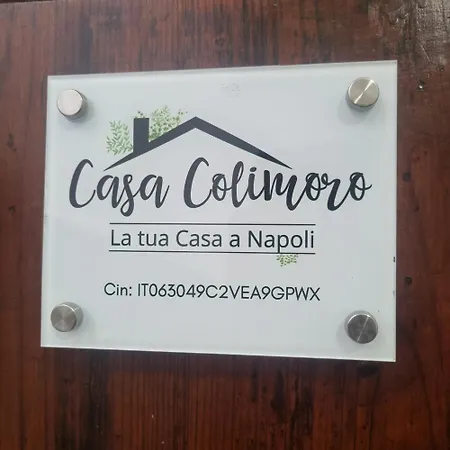 Casa Colimoro
La tua Casa a Napoli
Cin: IT063049C2VEA9GPWX